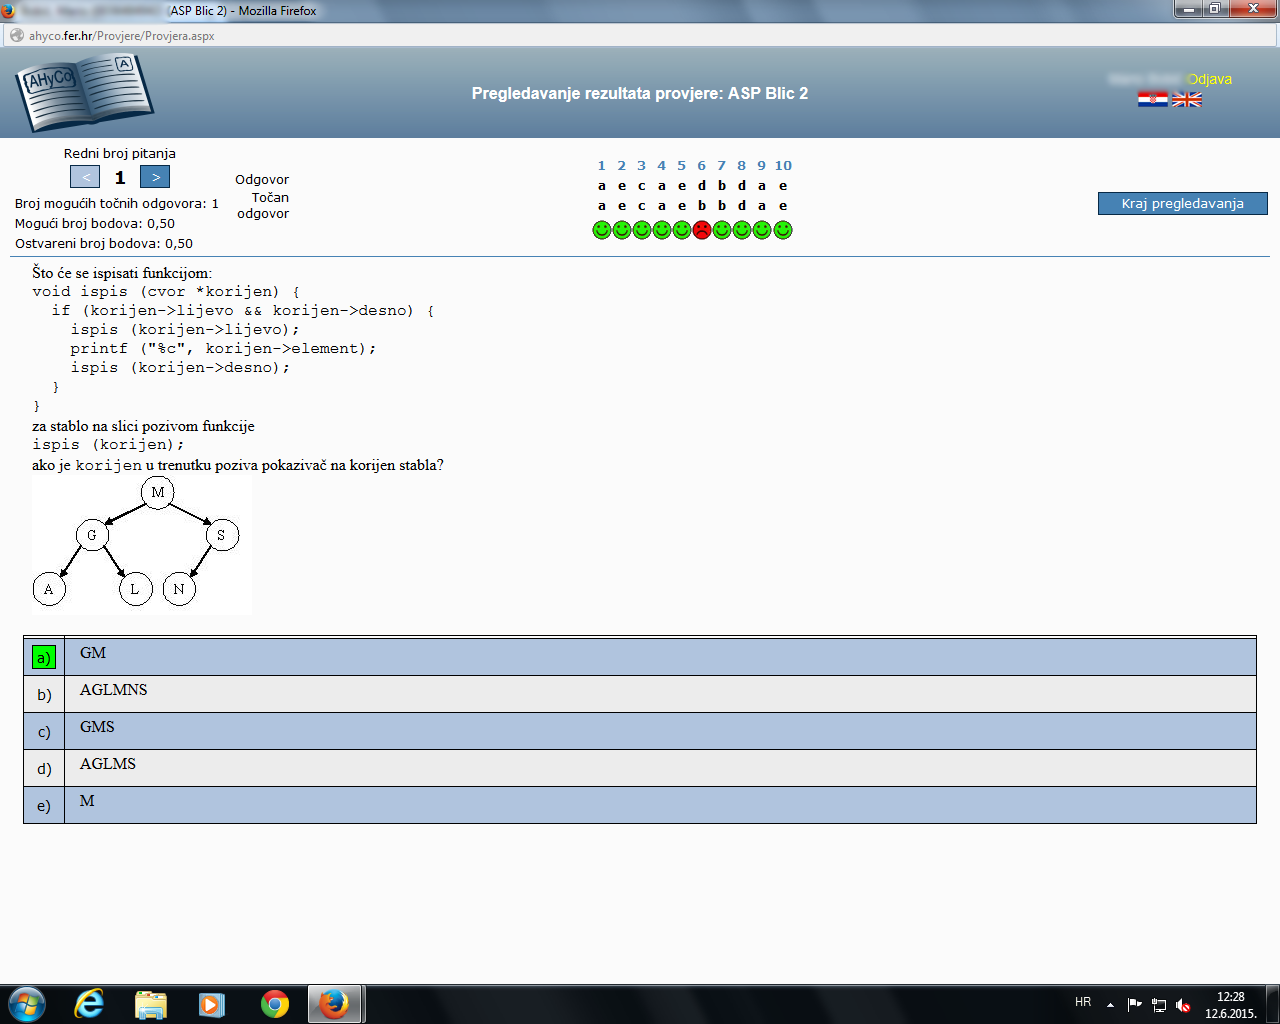 (ASP Blic 2) - Mozilla Firefox
ahyco.fer.hr/Provjere/Provjera.aspx
AHyCo A
Pregledavanje rezultata provjere: ASP Blic 2
Odjava
Redni broj pitanja
< 1 >
Broj mogućih točnih odgovora: 1
Mogući broj bodova: 0,50
Ostvareni broj bodova: 0,50
1 2 3 4 5 6 7 8 9 10
Odgovor a e c a e d b d a e
Točan odgovor a e c a e b b d a e
Kraj pregledavanja
Što će se ispisati funkcijom:
void ispis (cvor *korijen) {
if (korijen->lijevo && korijen->desno) {
ispis (korijen->lijevo);
printf ("%c", korijen->element);
ispis (korijen->desno);
}
}
za stablo na slici pozivom funkcije
ispis (korijen);
ako je korijen u trenutku poziva pokazivač na korijen stabla?
M
G S
A L N
a) GM
b) AGLMNS
c) GMS
d) AGLMS
e) M
HR
12:28
12.6.2015.